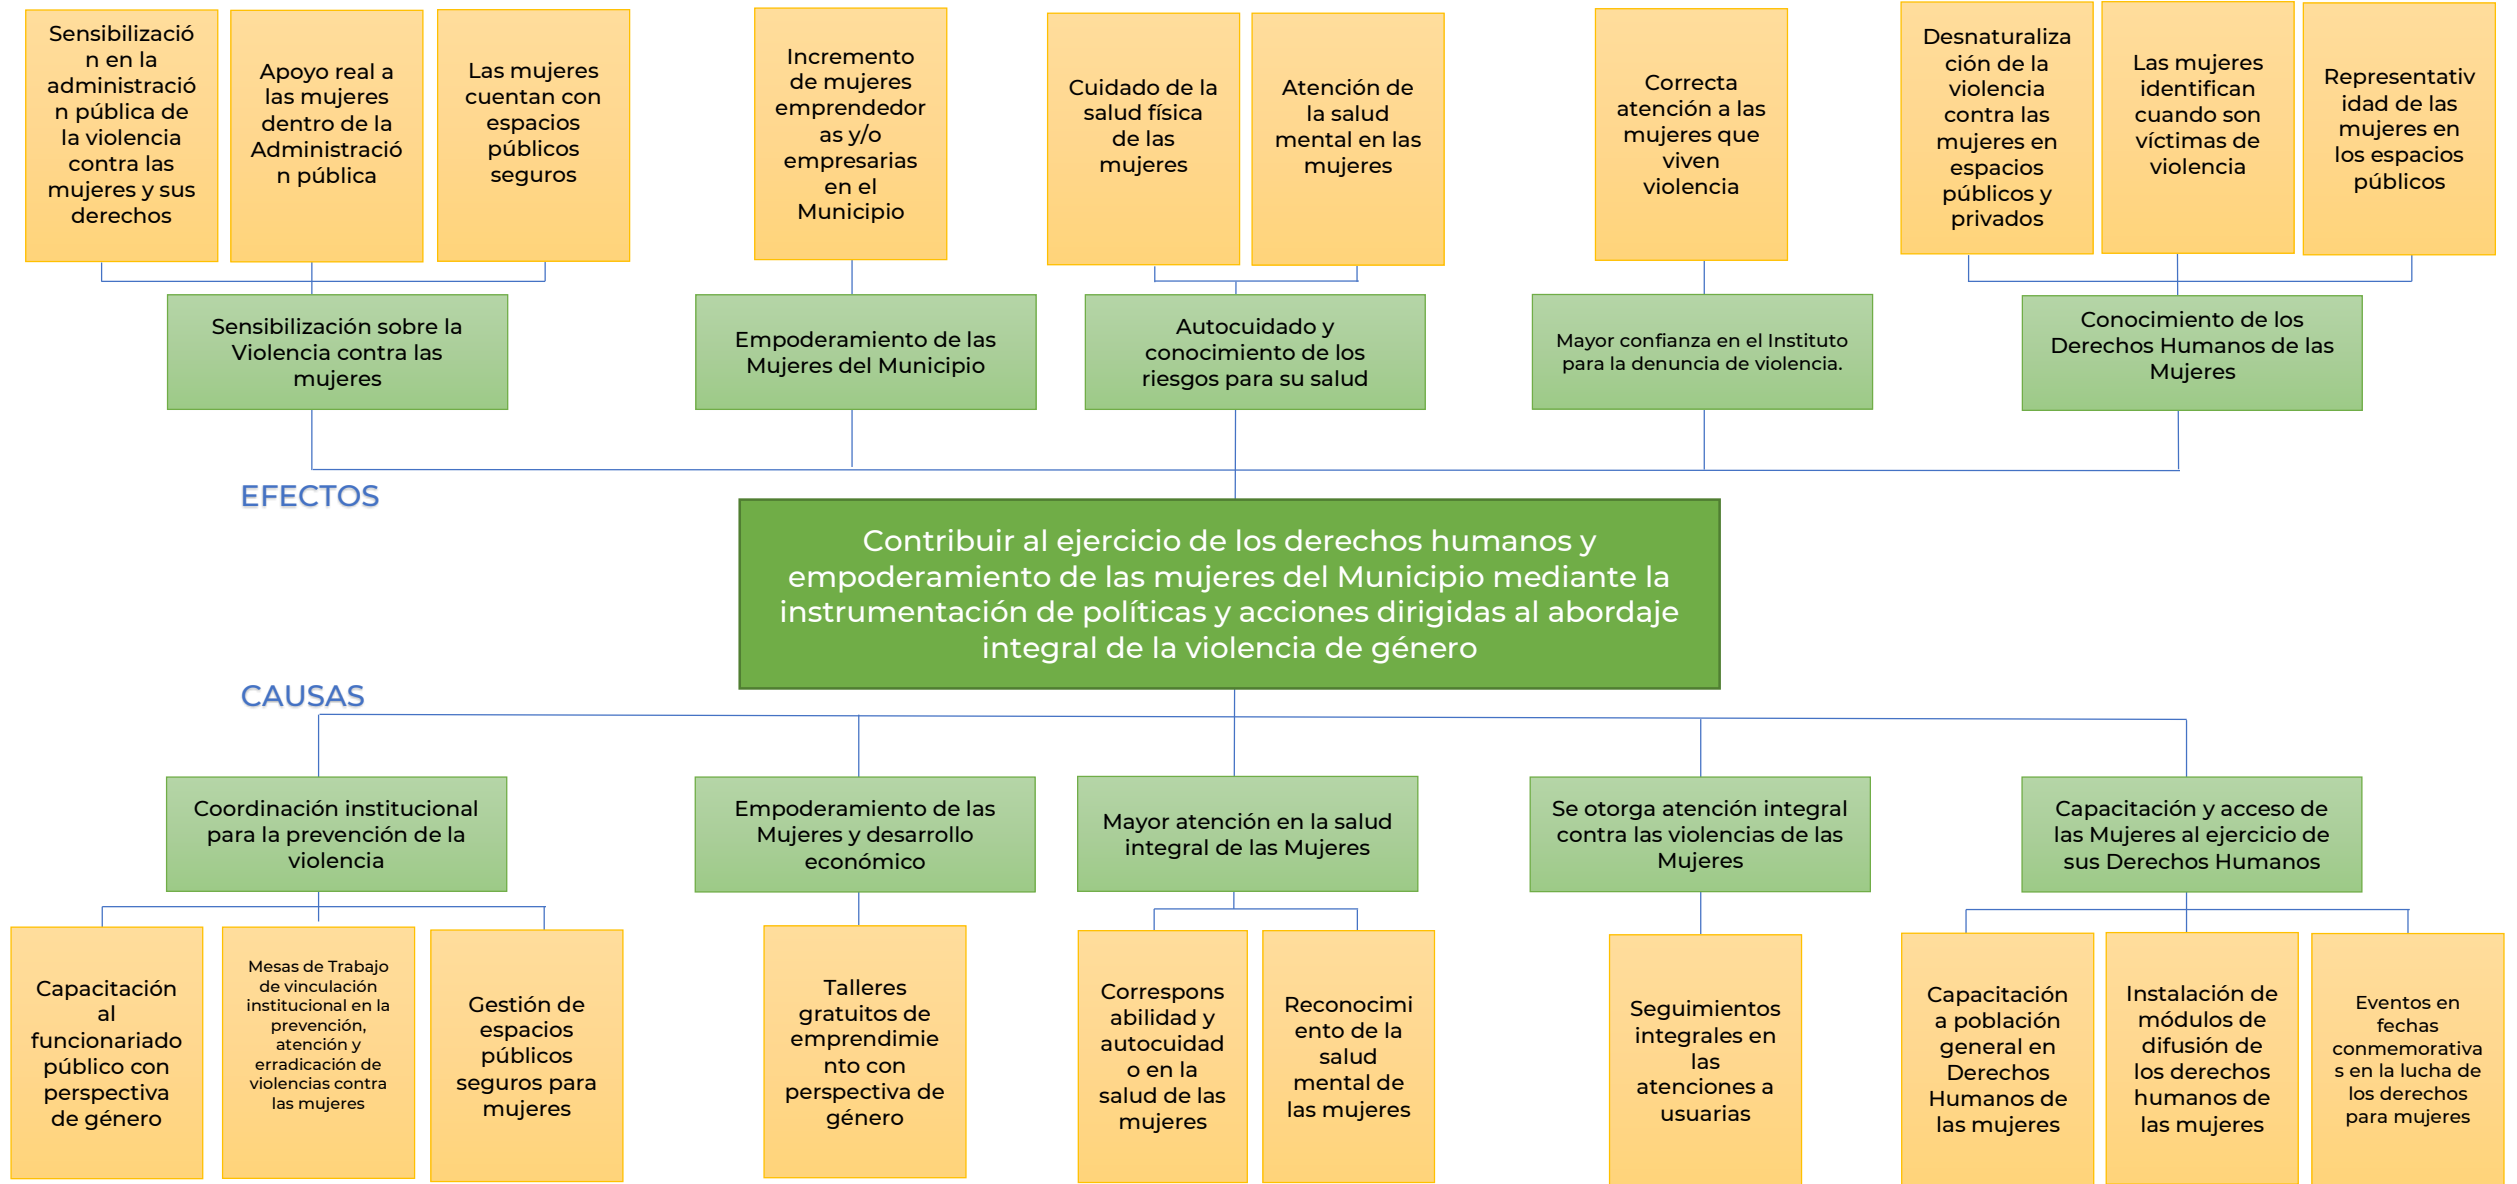 Sensibilizació
n en la
administració
n pública de
la violencia
contra las
mujeres y sus
derechos
Apoyo real a
las mujeres
dentro de la
Administració
n pública
Las mujeres
cuentan con
espacios
públicos
seguros
Incremento
de mujeres
emprendedor
as y/o
empresarias
en el
Municipio
Cuidado de la
salud física
de las
mujeres
Atención de
la salud
mental en las
mujeres
Correcta
atención a las
mujeres que
viven
violencia
Desnaturaliza
ción de la
violencia
contra las
mujeres en
espacios
públicos y
privados
Las mujeres
identifican
cuando son
víctimas de
violencia
Representativ
idad de las
mujeres en
los espacios
públicos
Sensibilización sobre la
Violencia contra las
mujeres
Empoderamiento de las
Mujeres del Municipio
Autocuidado y
conocimiento de los
riesgos para su salud
Mayor confianza en el Instituto
para la denuncia de violencia.
Conocimiento de los
Derechos Humanos de las
Mujeres
EFECTOS
Contribuir al ejercicio de los derechos humanos y
empoderamiento de las mujeres del Municipio mediante la
instrumentación de políticas y acciones dirigidas al abordaje
integral de la violencia de género
CAUSAS
Coordinación institucional
para la prevención de la
violencia
Empoderamiento de las
Mujeres y desarrollo
económico
Mayor atención en la salud
integral de las Mujeres
Se otorga atención integral
contra las violencias de las
Mujeres
Capacitación y acceso de
las Mujeres al ejercicio de
sus Derechos Humanos
Capacitación
al
funcionariado
público con
perspectiva
de género
Mesas de Trabajo
de vinculación
institucional en la
prevención,
atención y
erradicación de
violencias contra
las mujeres
Gestión de
espacios
públicos
seguros para
mujeres
Talleres
gratuitos de
emprendimie
nto con
perspectiva de
género
Correspons
abilidad y
autocuidad
o en la
salud de las
mujeres
Reconocimi
ento de la
salud
mental de
las mujeres
Seguimientos
integrales en
las
atenciones a
usuarias
Capacitación
a población
general en
Derechos
Humanos de
las mujeres
Instalación de
módulos de
difusión de
los derechos
humanos de
las mujeres
Eventos en
fechas
conmemorativa
s en la lucha de
los derechos
para mujeres